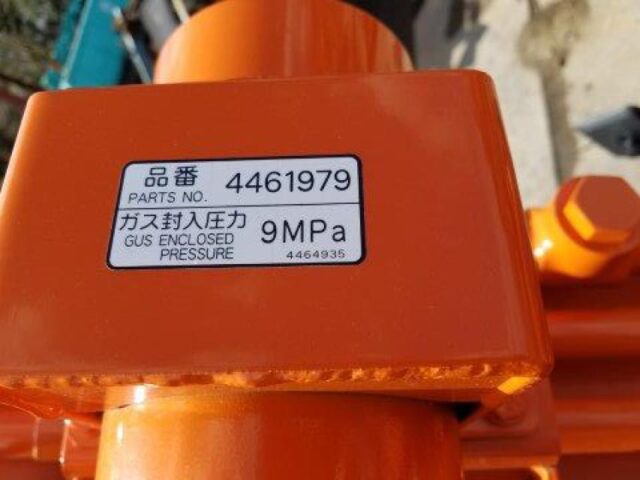 品番 4461979
PARTS NO.
ガス封入圧力 9MPa
GUS ENCLOSED
PRESSURE 4464935